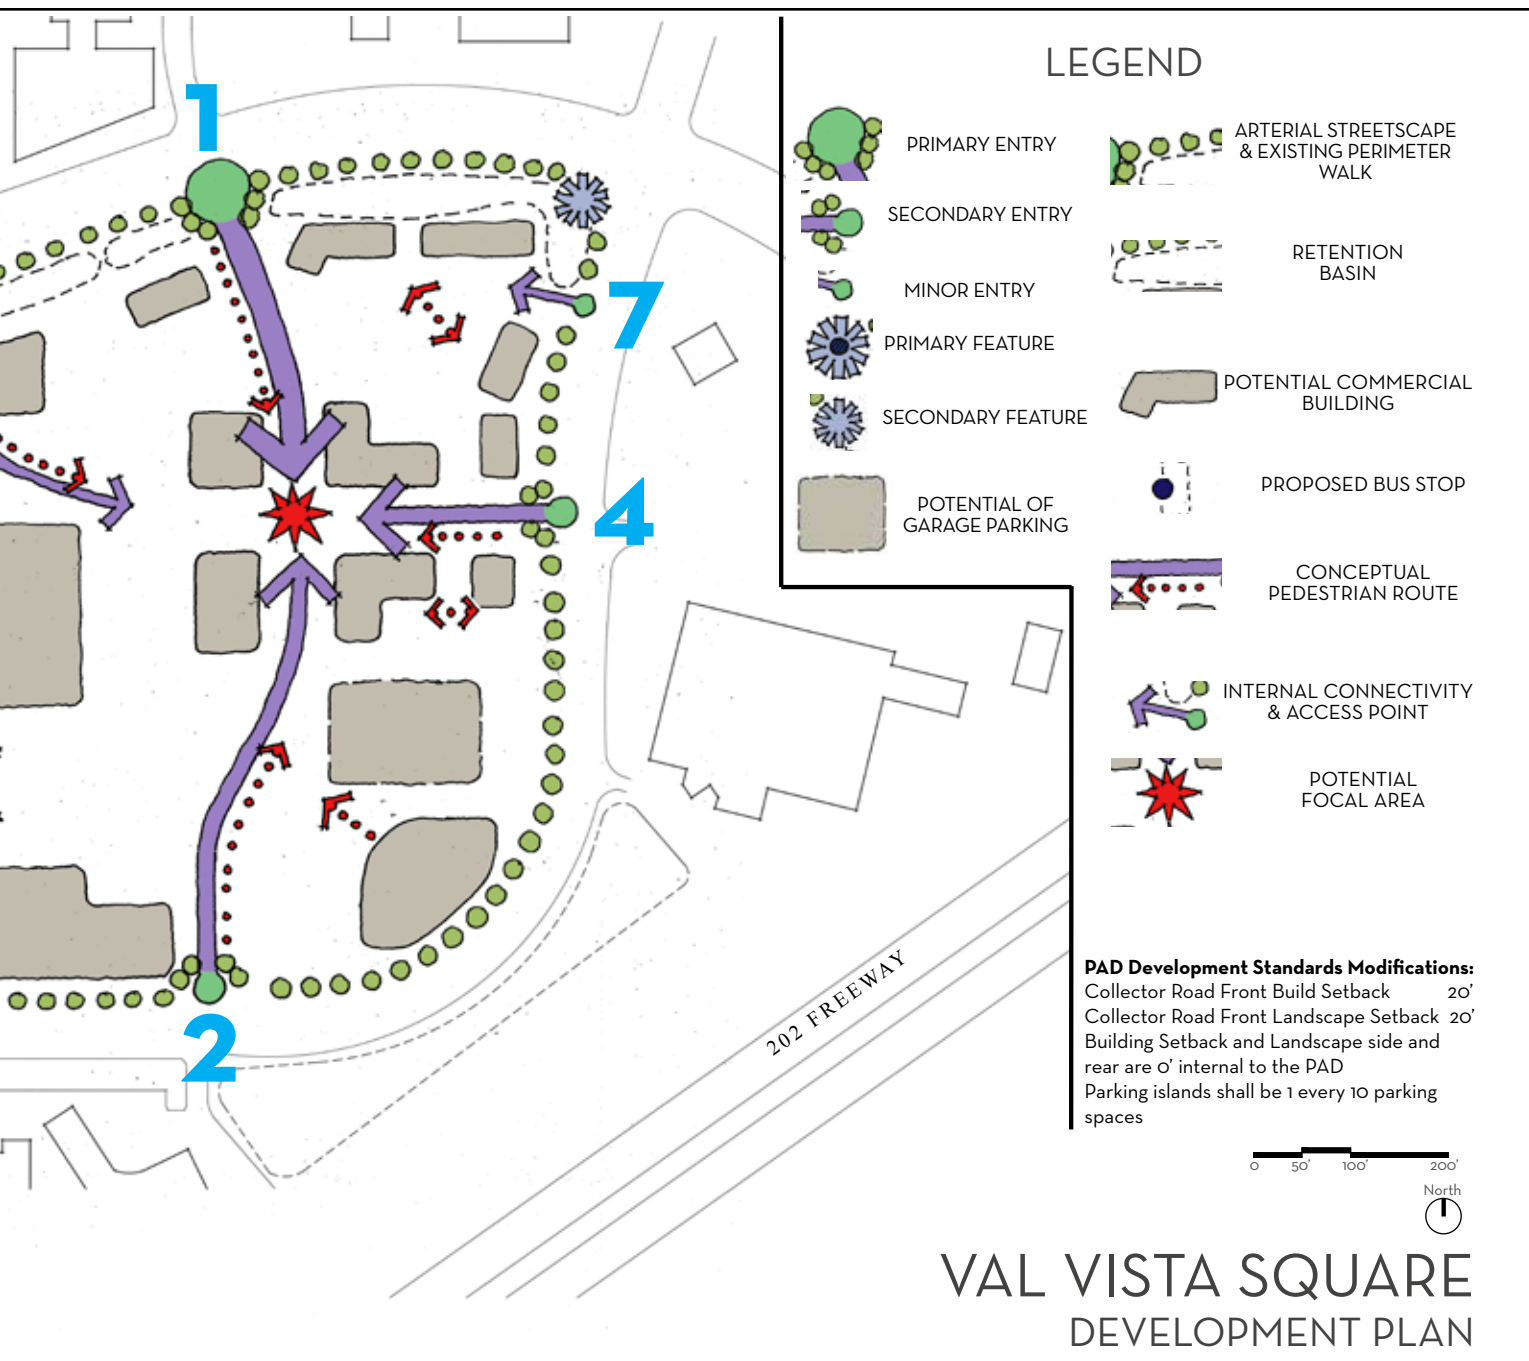 1
7
4
2
202 FREEWAY
LEGEND
PRIMARY ENTRY
SECONDARY ENTRY
MINOR ENTRY
PRIMARY FEATURE
SECONDARY FEATURE
POTENTIAL OF
GARAGE PARKING
ARTERIAL STREETSCAPE
& EXISTING PERIMETER
WALK
RETENTION
BASIN
POTENTIAL COMMERCIAL
BUILDING
PROPOSED BUS STOP
CONCEPTUAL
PEDESTRIAN ROUTE
INTERNAL CONNECTIVITY
& ACCESS POINT
POTENTIAL
FOCAL AREA
PAD Development Standards Modifications:
Collector Road Front Build Setback 20'
Collector Road Front Landscape Setback 20'
Building Setback and Landscape side and
rear are 0' internal to the PAD
Parking islands shall be 1 every 10 parking
spaces
0 50' 100' 200'
North
VAL VISTA SQUARE
DEVELOPMENT PLAN